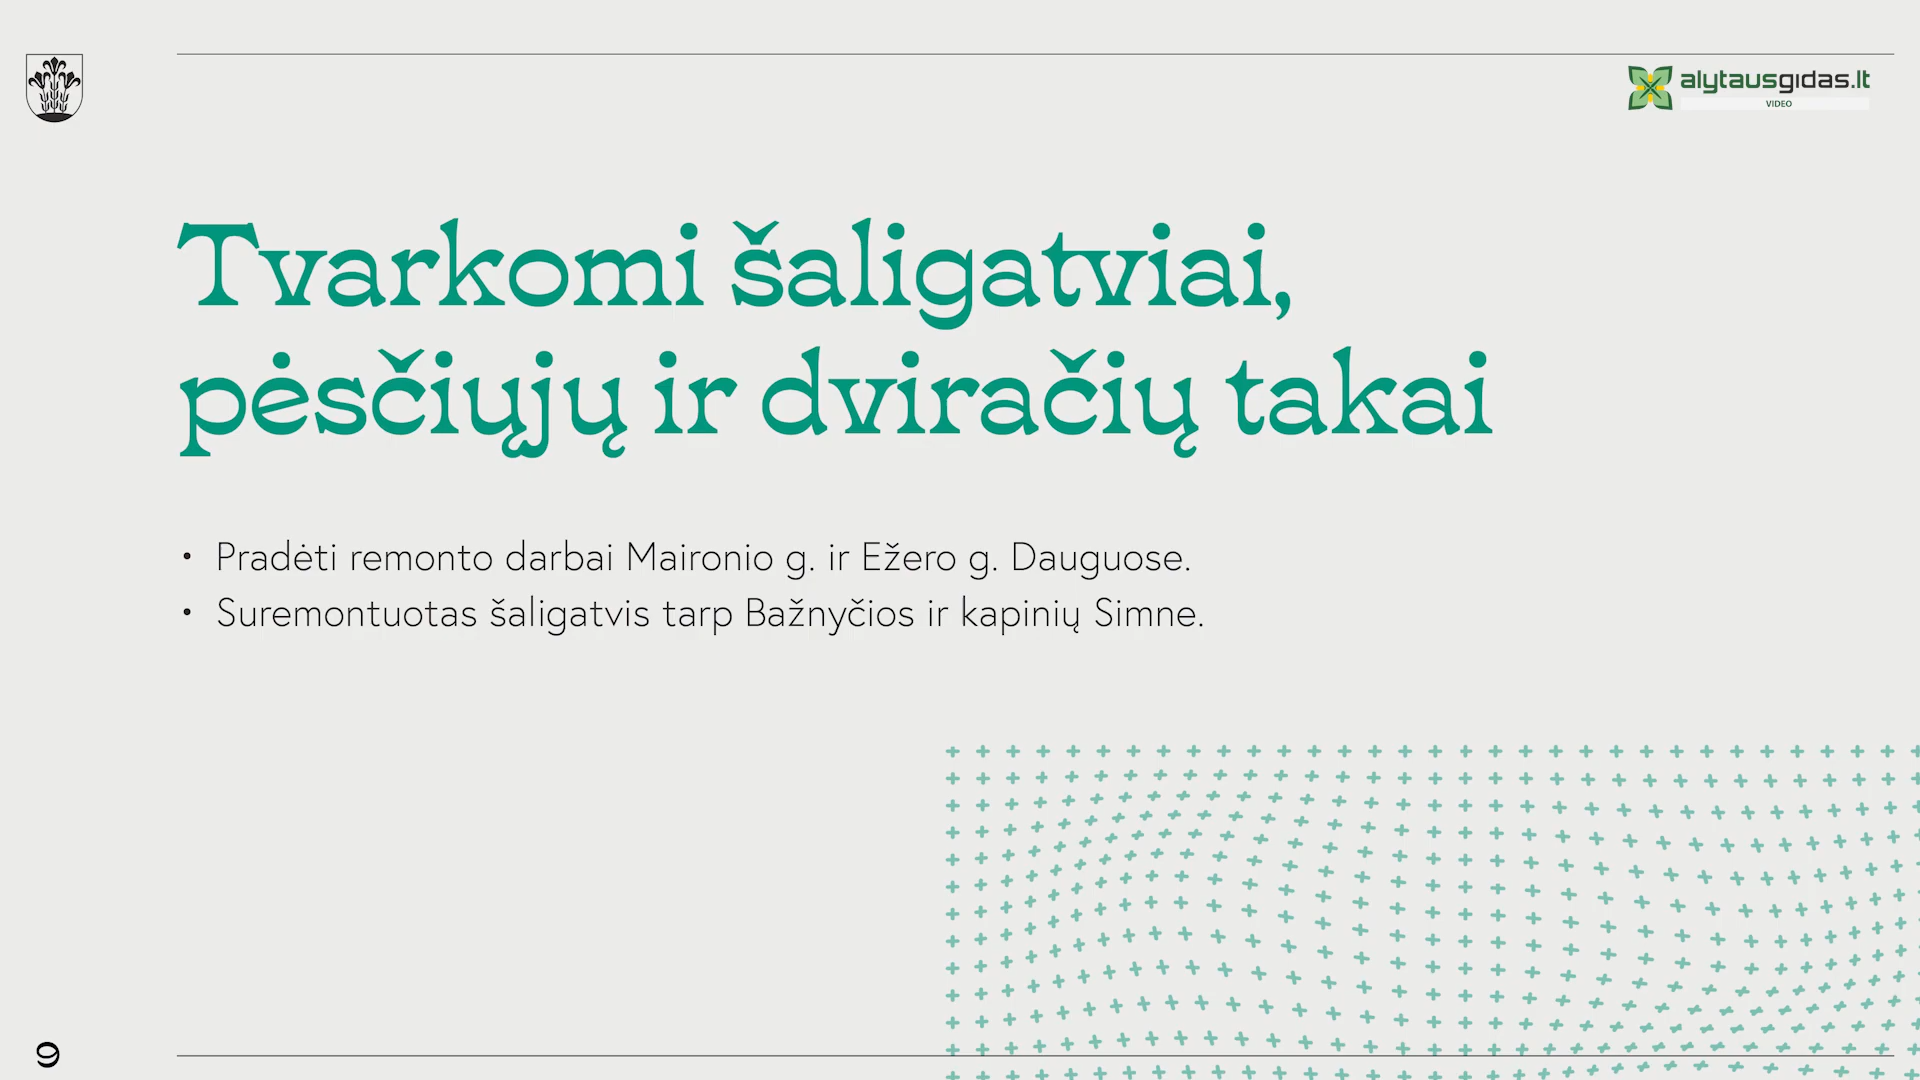 alytausgidas.lt
VIDEO
Tvarkomi šaligatviai,
pėsčiųjų ir dviračių takai
• Pradėti remonto darbai Maironio g. ir Ežero g. Dauguose.
• Suremontuotas šaligatvis tarp Bažnyčios ir kapinių Simne.
9